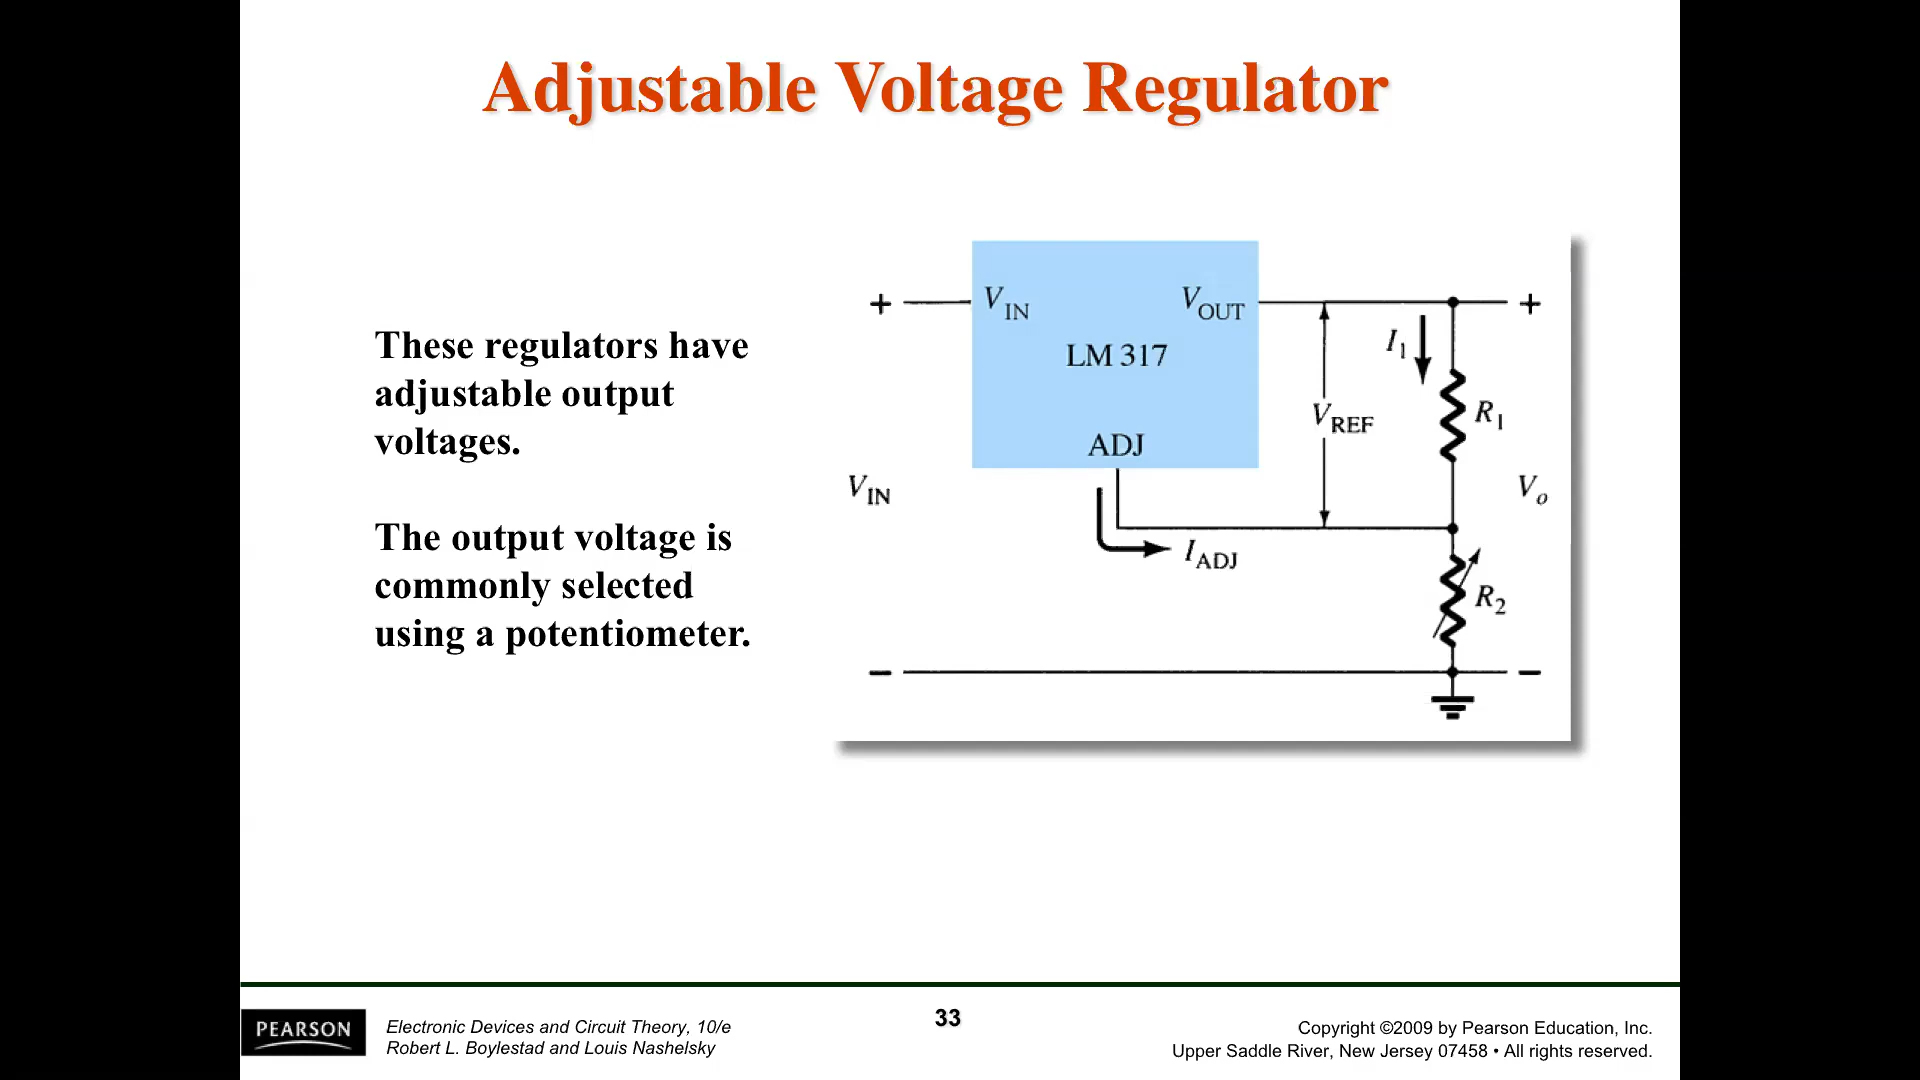 Adjustable Voltage Regulator
These regulators have
adjustable output
voltages.
The output voltage is
commonly selected
using a potentiometer.
+ VIN VOUT +
LM 317
I1
R1
VREF
ADJ
VIN
Vo
IADJ
R2
− −
PEARSON
Electronic Devices and Circuit Theory, 10/e
Robert L. Boylestad and Louis Nashelsky
33
Copyright ©2009 by Pearson Education, Inc.
Upper Saddle River, New Jersey 07458 • All rights reserved.